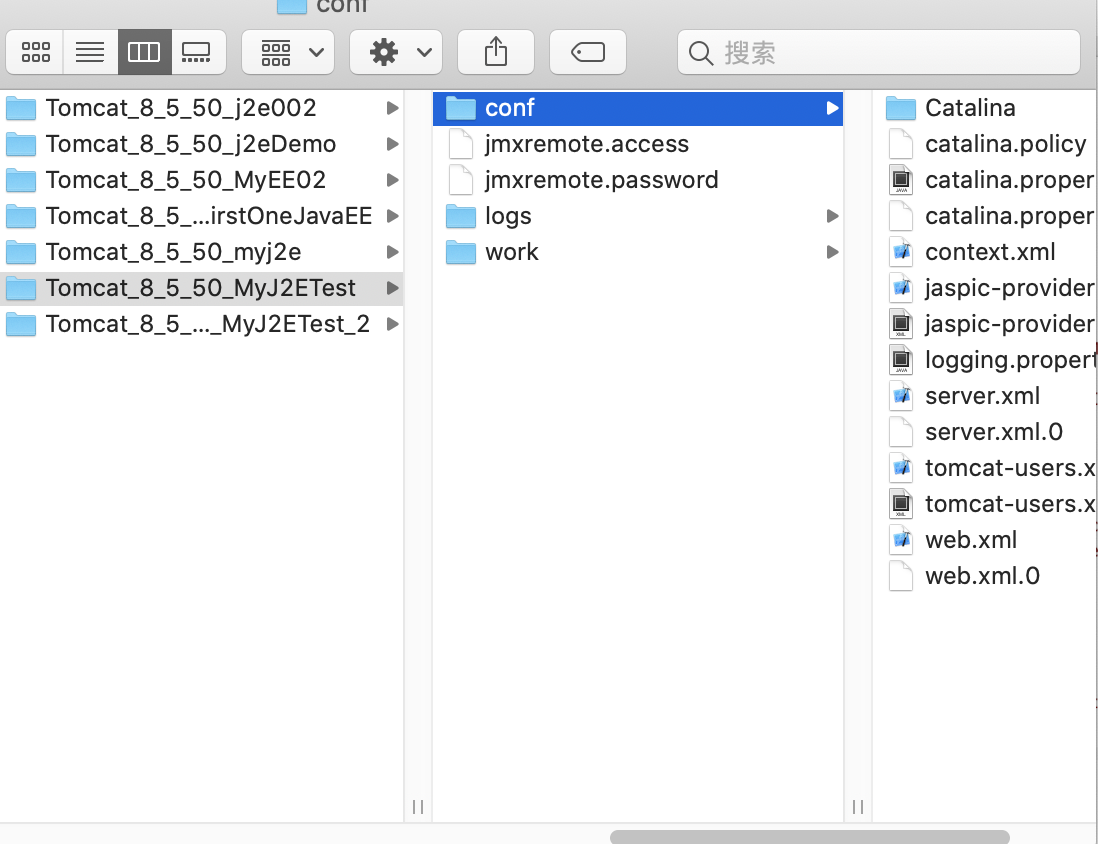 conf
搜索
Tomcat_8_5_50_j2e002
Tomcat_8_5_50_j2eDemo
Tomcat_8_5_50_MyEE02
Tomcat_8_5_...irstOneJavaEE
Tomcat_8_5_50_myj2e
Tomcat_8_5_50_MyJ2ETest
Tomcat_8_5_..._MyJ2ETest_2
conf
jmxremote.access
jmxremote.password
logs
work
Catalina
catalina.policy
catalina.proper
catalina.proper
context.xml
jaspic-provider
jaspic-provider
logging.propert
server.xml
server.xml.0
tomcat-users.x
tomcat-users.x
web.xml
web.xml.0